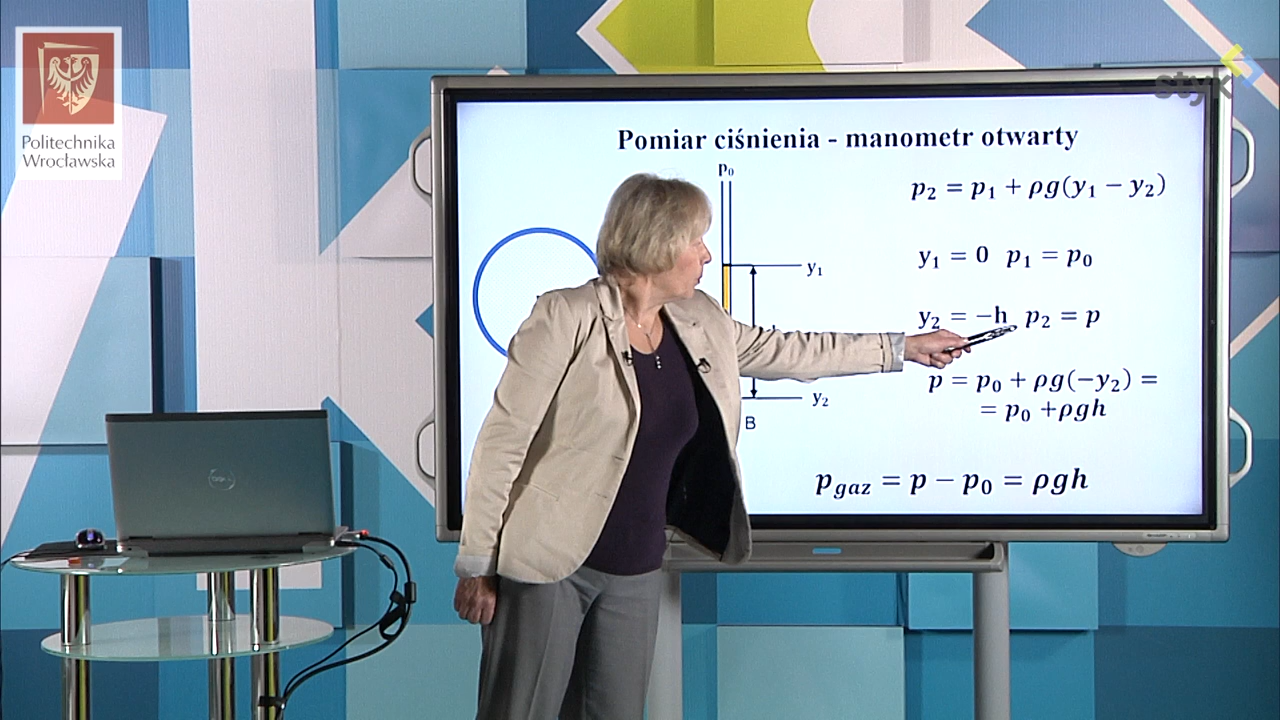 Politechnika
Wrocławska
styk
Pomiar ciśnienia - manometr otwarty
p₀
y₁
y₂
B
p₂ = p₁ + ρg(y₁ − y₂)
y₁ = 0 p₁ = p₀
y₂ = −h p₂ = p
p = p₀ + ρg(−y₂) =
= p₀ +ρgh
p_gaz = p − p₀ = ρgh
DELL